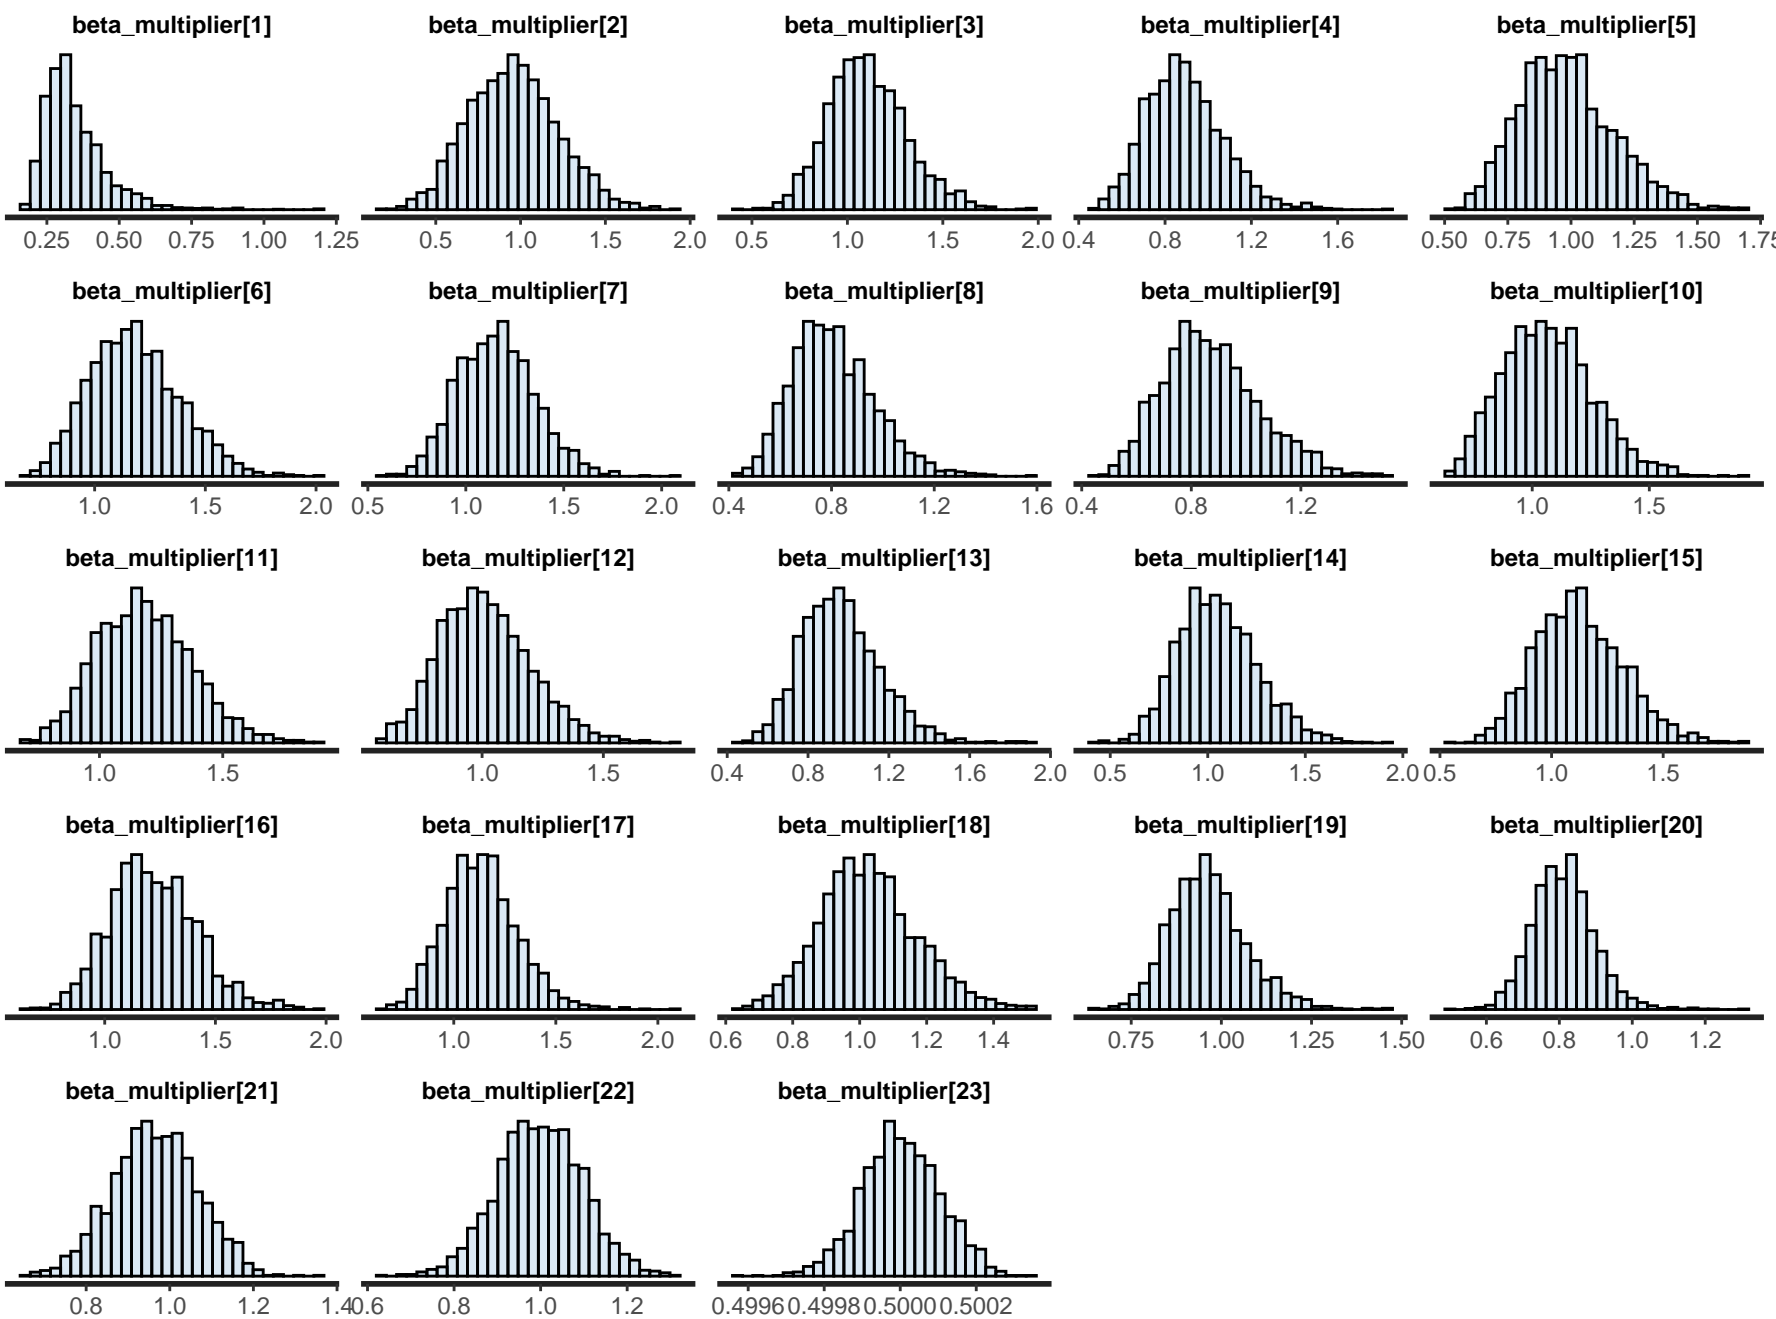 beta_multiplier[1] beta_multiplier[2] beta_multiplier[3] beta_multiplier[4] beta_multiplier[5]
0.25 0.50 0.75 1.00 1.25 0.5 1.0 1.5 2.0 0.5 1.0 1.5 2.0 0.4 0.8 1.2 1.6 0.50 0.75 1.00 1.25 1.50 1.75
beta_multiplier[6] beta_multiplier[7] beta_multiplier[8] beta_multiplier[9] beta_multiplier[10]
1.0 1.5 2.0 0.5 1.0 1.5 2.0 0.4 0.8 1.2 1.6 0.4 0.8 1.2 1.0 1.5
beta_multiplier[11] beta_multiplier[12] beta_multiplier[13] beta_multiplier[14] beta_multiplier[15]
1.0 1.5 1.0 1.5 0.4 0.8 1.2 1.6 2.0 0.5 1.0 1.5 2.0 0.5 1.0 1.5
beta_multiplier[16] beta_multiplier[17] beta_multiplier[18] beta_multiplier[19] beta_multiplier[20]
1.0 1.5 2.0 1.0 1.5 2.0 0.6 0.8 1.0 1.2 1.4 0.75 1.00 1.25 1.50 0.6 0.8 1.0 1.2
beta_multiplier[21] beta_multiplier[22] beta_multiplier[23]
0.8 1.0 1.2 1.4 0.6 0.8 1.0 1.2 0.4996 0.4998 0.5000 0.5002